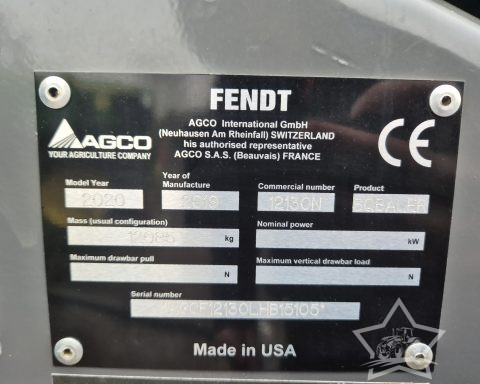 FENDT
AGCO
YOUR AGRICULTURE COMPANY
AGCO International GmbH
(Neuhausen Am Rheinfall) SWITZERLAND
his authorised representative
AGCO S.A.S. (Beauvais) FRANCE
CE
Model Year
2020
Year of
Manufacture
2019
Commercial number
12130N
Product
Mass (usual configuration)
12085 kg
Nominal power
kW
Maximum drawbar pull
N
Maximum vertical drawbar load
N
Serial number
Made in USA